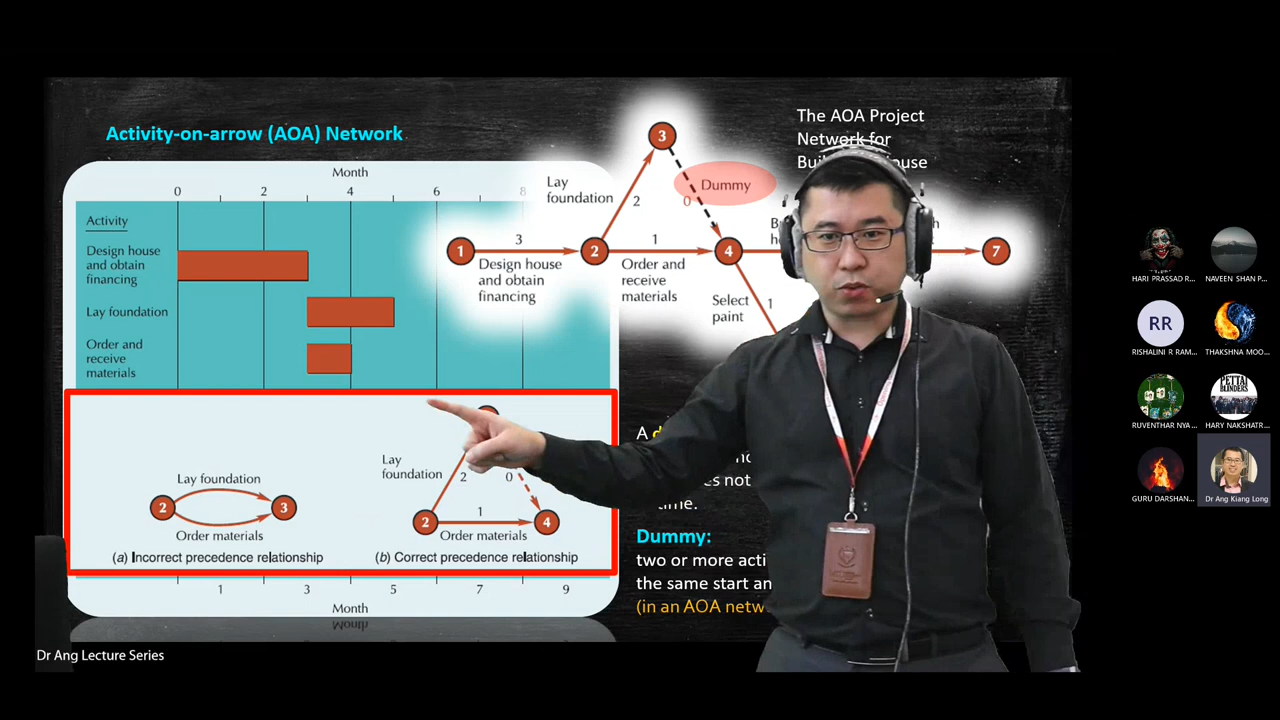 Activity-on-arrow (AOA) Network
Month
0 2 4 6 8
Activity
Design house
and obtain
financing
Lay foundation
Order and
receive
materials
Lay foundation
2 3
Order materials
(a) Incorrect precedence relationship
Lay
foundation
2 0
2 1 4
Order materials
(b) Correct precedence relationship
1 3 5 7 9
Month
Month
3
Lay
foundation
2
0
Dummy
1 3 2 1 4 7
Design house
and obtain
financing
Order and
receive
materials
Select
paint
1
The AOA Project
Network for
A
not
time.
Dummy:
two or more acti
the same start an
(in an AOA netw
Dr Ang Lecture Series
HARI PRASSAD R...
NAVEEN SHAN P...
RR
RISHALINI R RAM...
THAKSHNA MOO...
PETTAI
BLINDERS
RUVENTHAR NYA ...
HARY NAKSHATR...
GURU DARSHAN...
Dr Ang Kiang Long